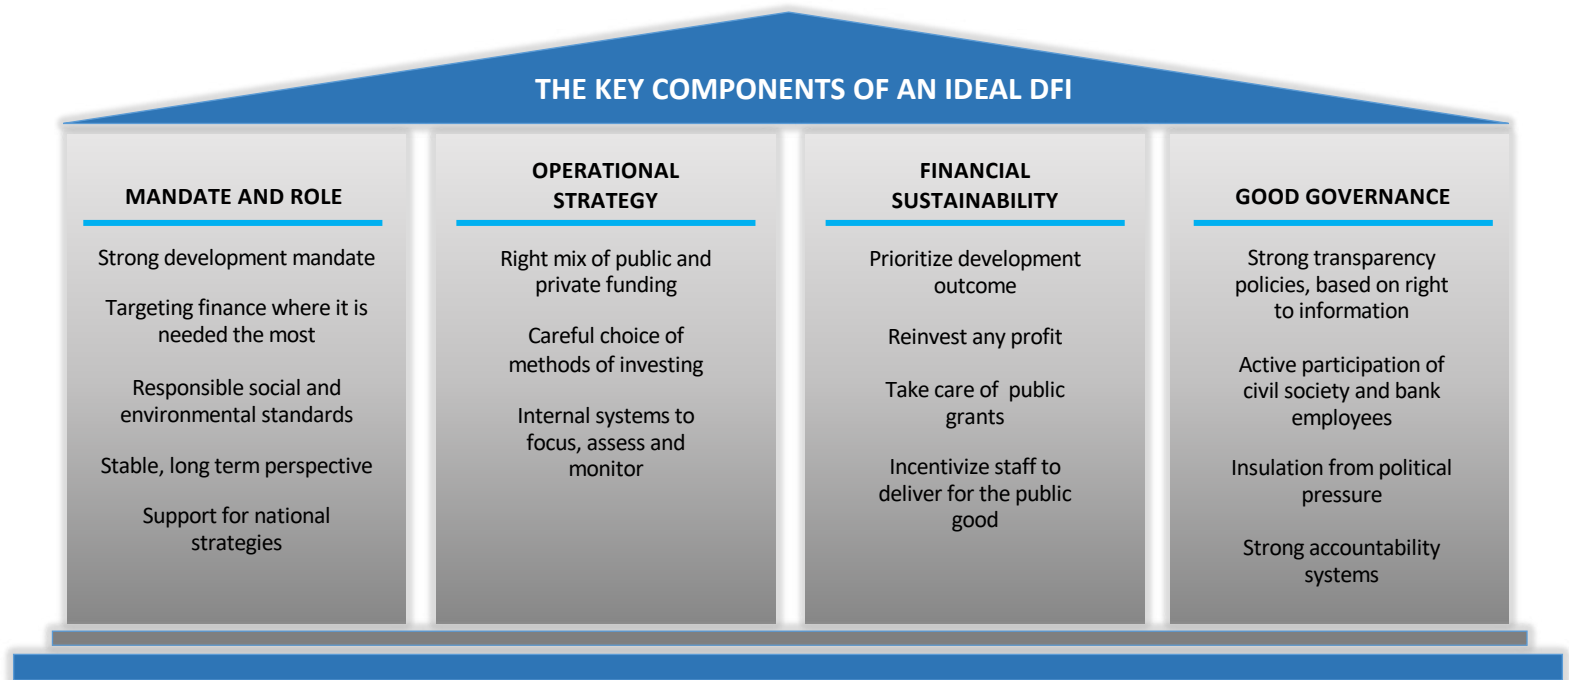 THE KEY COMPONENTS OF AN IDEAL DFI
MANDATE AND ROLE
Strong development mandate
Targeting finance where it is
needed the most
Responsible social and
environmental standards
Stable, long term perspective
Support for national
strategies
OPERATIONAL
STRATEGY
Right mix of public and
private funding
Careful choice of
methods of investing
Internal systems to
focus, assess and
monitor
FINANCIAL
SUSTAINABILITY
Prioritize development
outcome
Reinvest any profit
Take care of  public
grants
Incentivize staff to
deliver for the public
good
GOOD GOVERNANCE
Strong transparency
policies, based on right
to information
Active participation of
civil society and bank
employees
Insulation from political
pressure
Strong accountability
systems